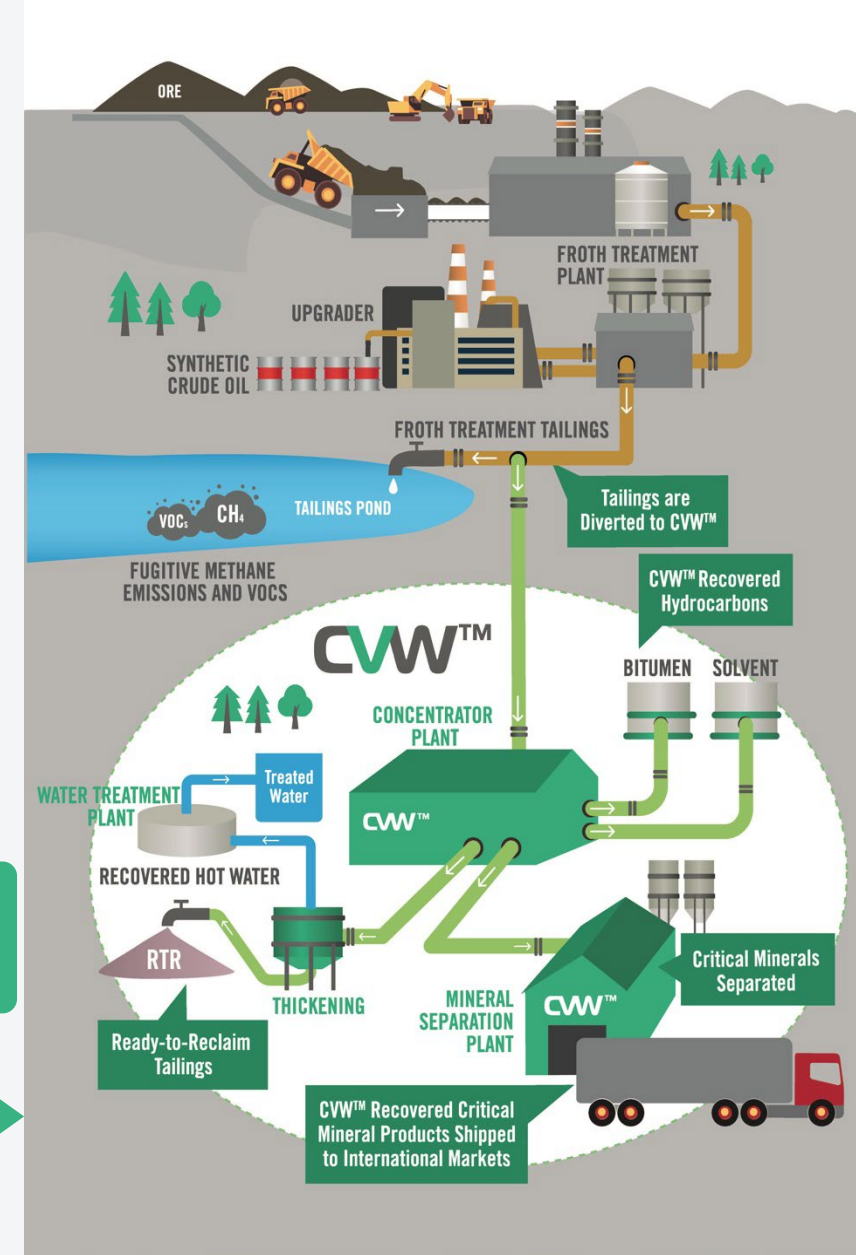 ORE
FROTH TREATMENT
PLANT
UPGRADER
SYNTHETIC
CRUDE OIL
FROTH TREATMENT TAILINGS
TAILINGS POND
Tailings are
Diverted to CVW™
VOCs
CH4
FUGITIVE METHANE
EMISSIONS AND VOCS
CVW™ Recovered
Hydrocarbons
CVW™
BITUMEN
SOLVENT
CONCENTRATOR
PLANT
Treated
Water
WATER TREATMENT
PLANT
CVW™
RECOVERED HOT WATER
RTR
THICKENING
Critical Minerals
Separated
MINERAL
SEPARATION
PLANT
CVW™
Ready-to-Reclaim
Tailings
CVW™ Recovered Critical
Mineral Products Shipped
to International Markets